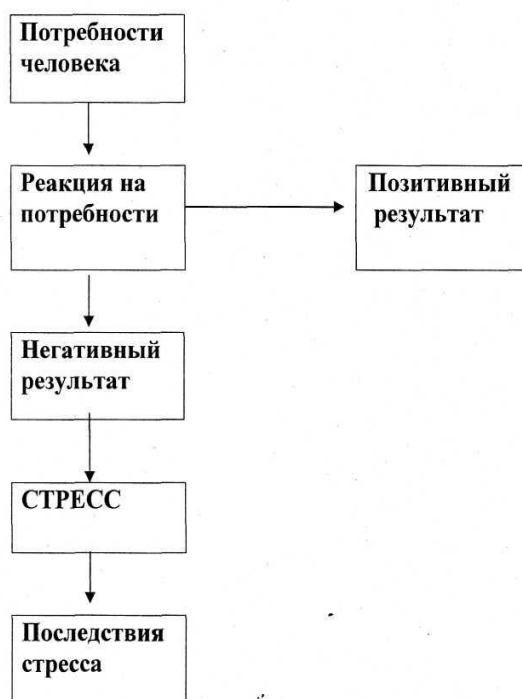 Потребности
человека
Реакция на
потребности
Позитивный
результат
Негативный
результат
СТРЕСС
Последствия
стресса